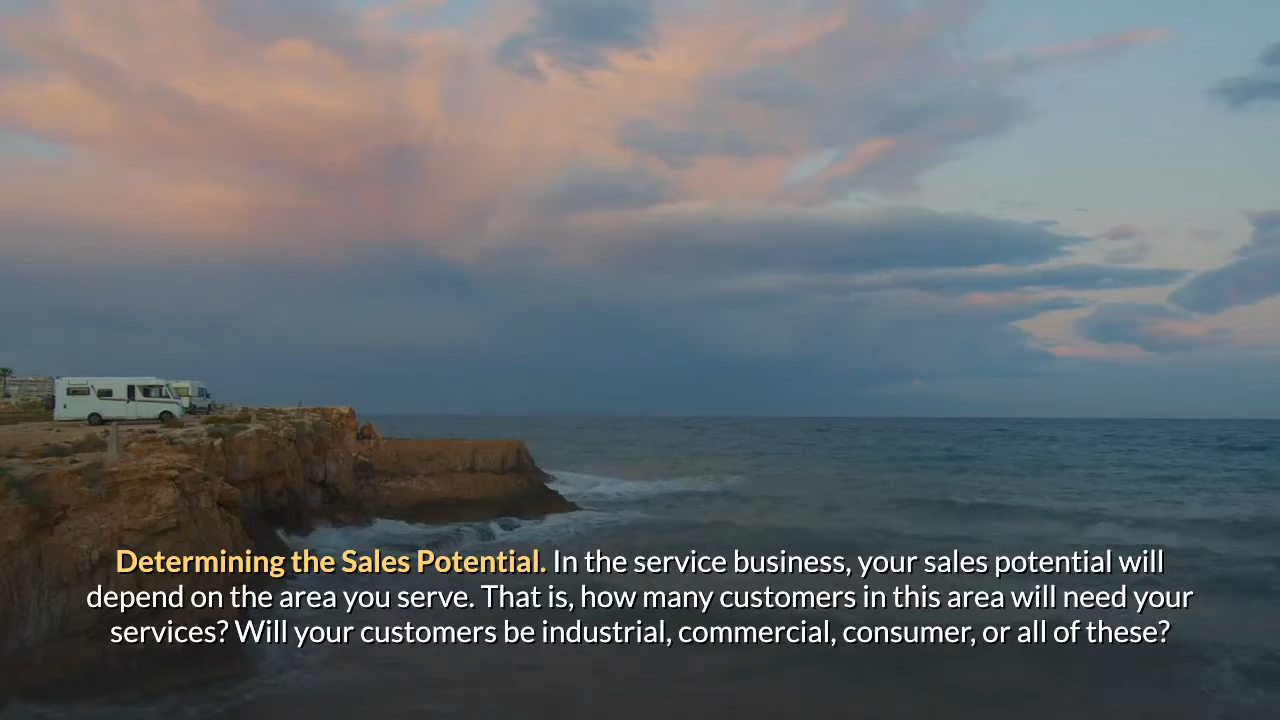 Determining the Sales Potential. In the service business, your sales potential will
depend on the area you serve. That is, how many customers in this area will need your
services? Will your customers be industrial, commercial, consumer, or all of these?